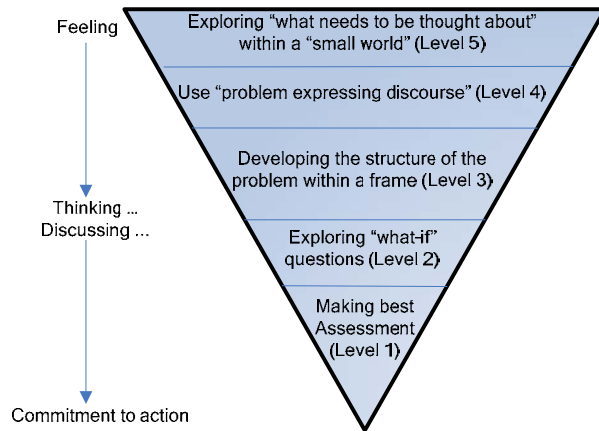 Feeling
Exploring “what needs to be thought about”
within a “small world” (Level 5)
Use “problem expressing discourse” (Level 4)
Developing the structure of the
problem within a frame (Level 3)
Thinking ...
Discussing ...
Exploring “what-if”
questions (Level 2)
Making best
Assessment
(Level 1)
Commitment to action